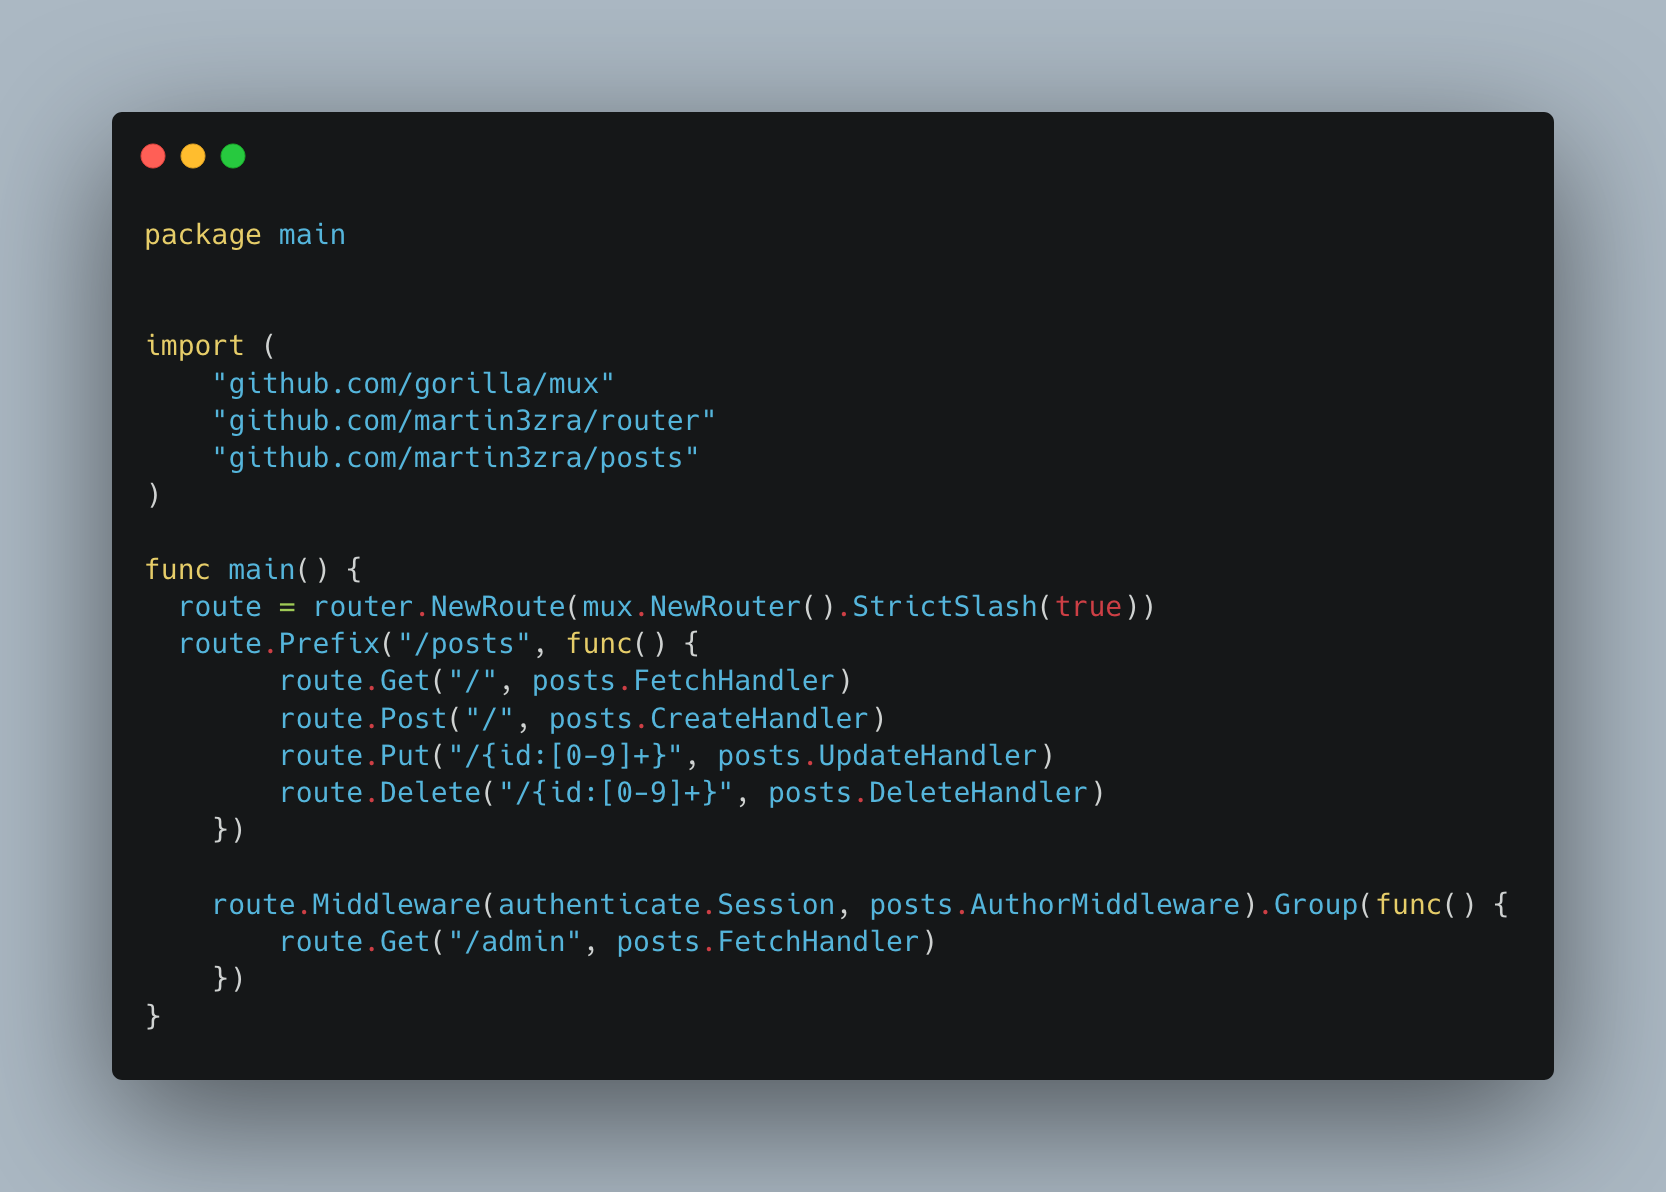 package main
import (
"github.com/gorilla/mux"
"github.com/martin3zra/router"
"github.com/martin3zra/posts"
)
func main() {
route = router.NewRoute(mux.NewRouter().StrictSlash(true))
route.Prefix("/posts", func() {
route.Get("/", posts.FetchHandler)
route.Post("/", posts.CreateHandler)
route.Put("/{id:[0-9]+}", posts.UpdateHandler)
route.Delete("/{id:[0-9]+}", posts.DeleteHandler)
})
route.Middleware(authenticate.Session, posts.AuthorMiddleware).Group(func() {
route.Get("/admin", posts.FetchHandler)
})
}